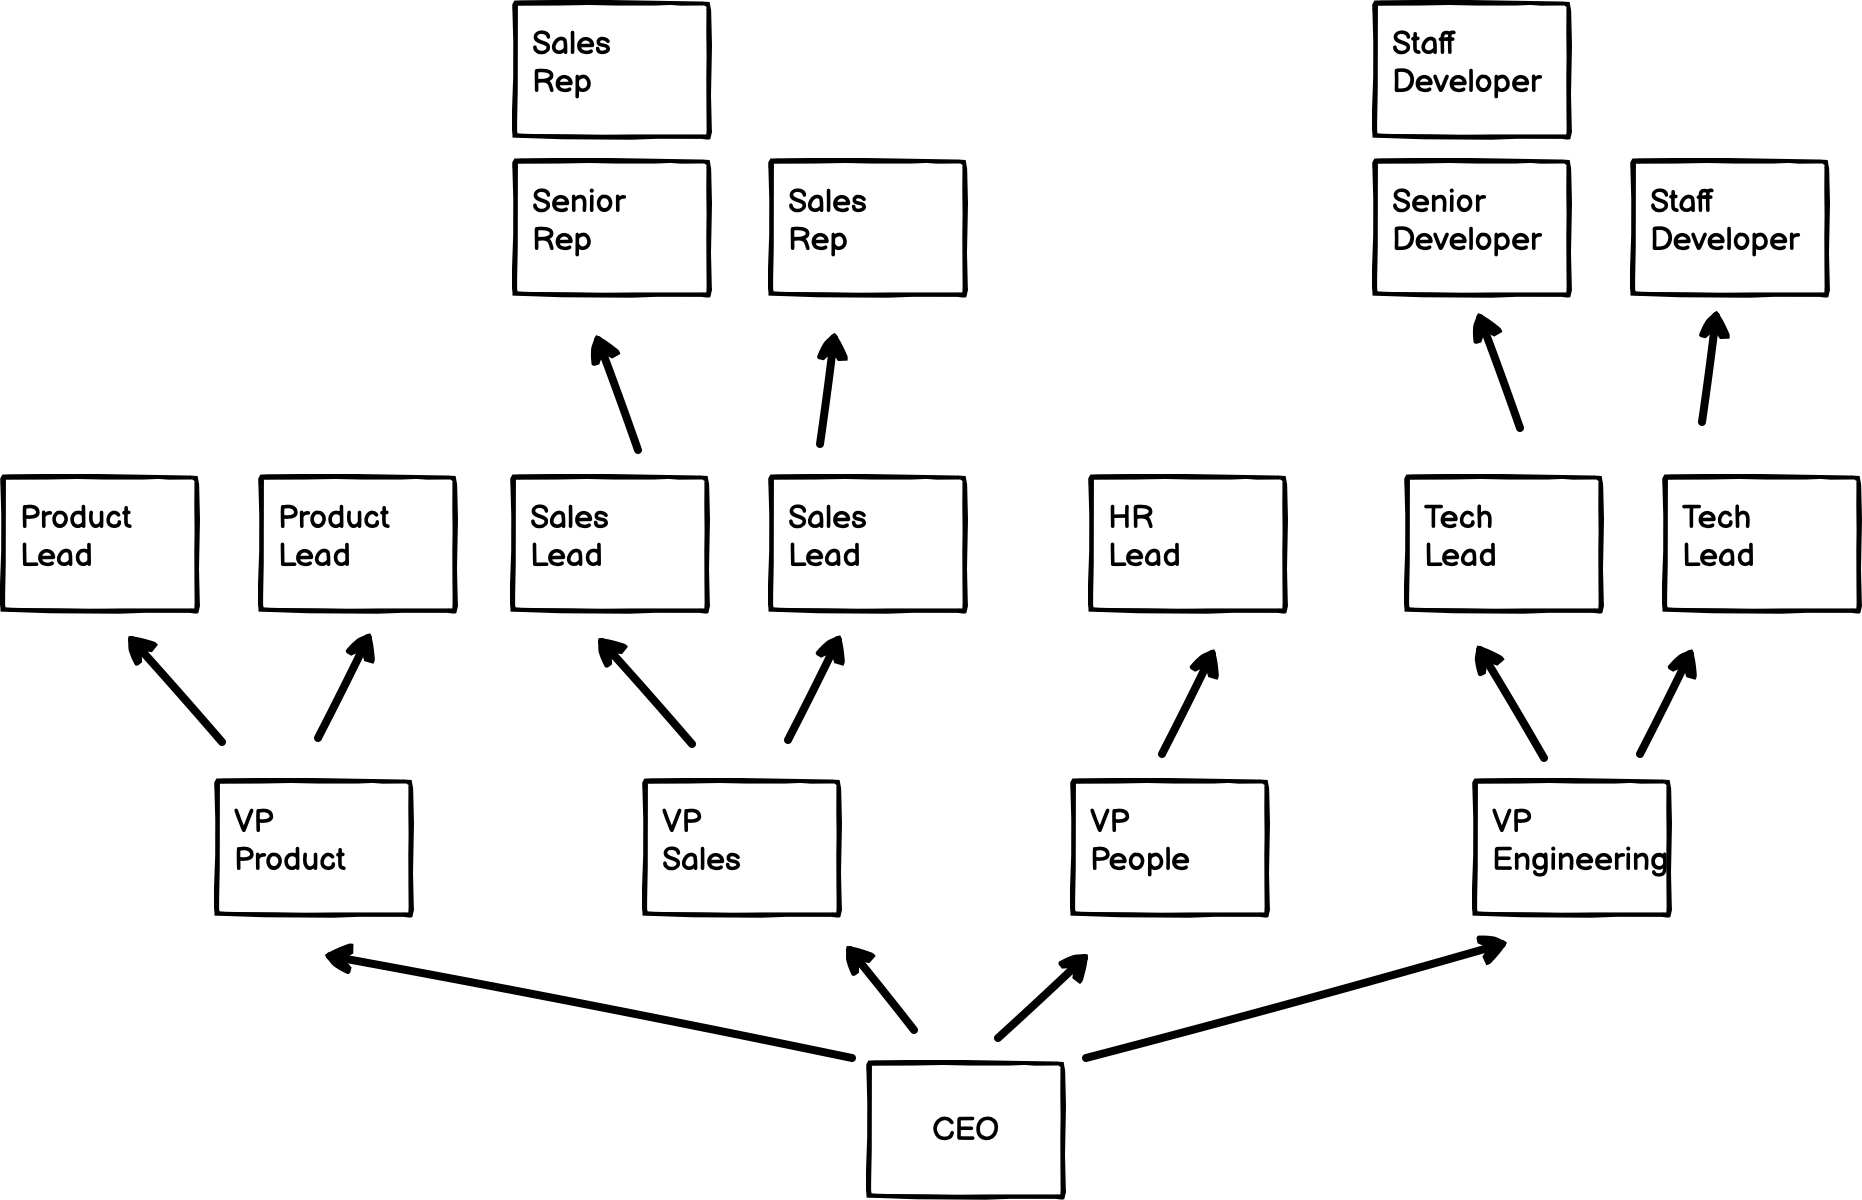 Sales
Rep
Staff
Developer
Senior
Rep
Sales
Rep
Senior
Developer
Staff
Developer
Product
Lead
Product
Lead
Sales
Lead
Sales
Lead
HR
Lead
Tech
Lead
Tech
Lead
VP
Product
VP
Sales
VP
People
VP
Engineering
CEO